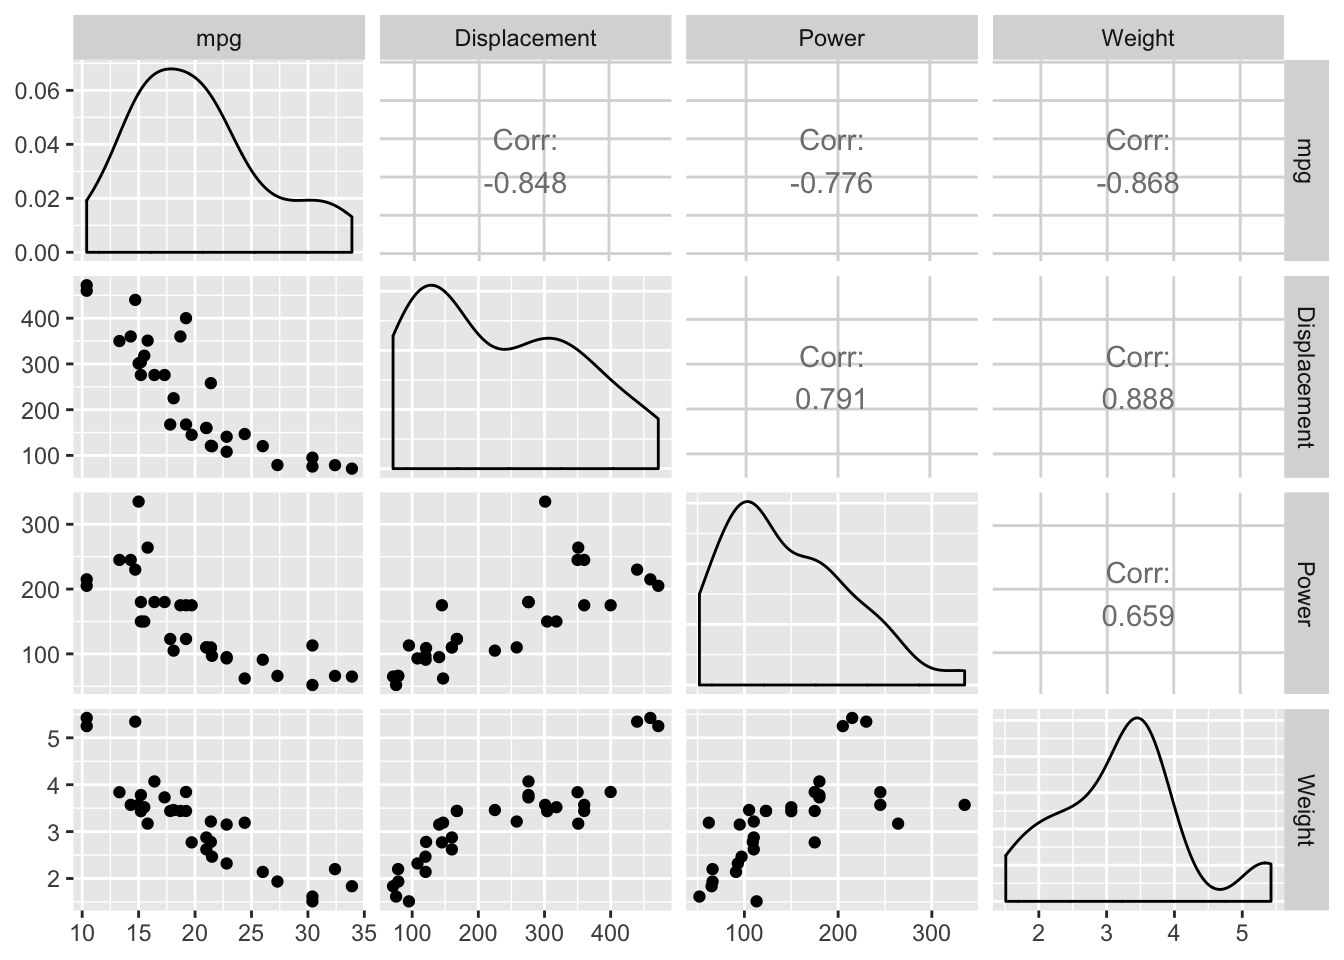 mpg Displacement Power Weight
0.06
0.04
0.02
0.00
Corr:
-0.848
Corr:
-0.776
Corr:
-0.868
mpg
400
300
200
100
Corr:
0.791
Corr:
0.888
Displacement
300
200
100
Corr:
0.659
Power
5
4
3
2
Weight
10 15 20 25 30 35 100 200 300 400 100 200 300 2 3 4 5